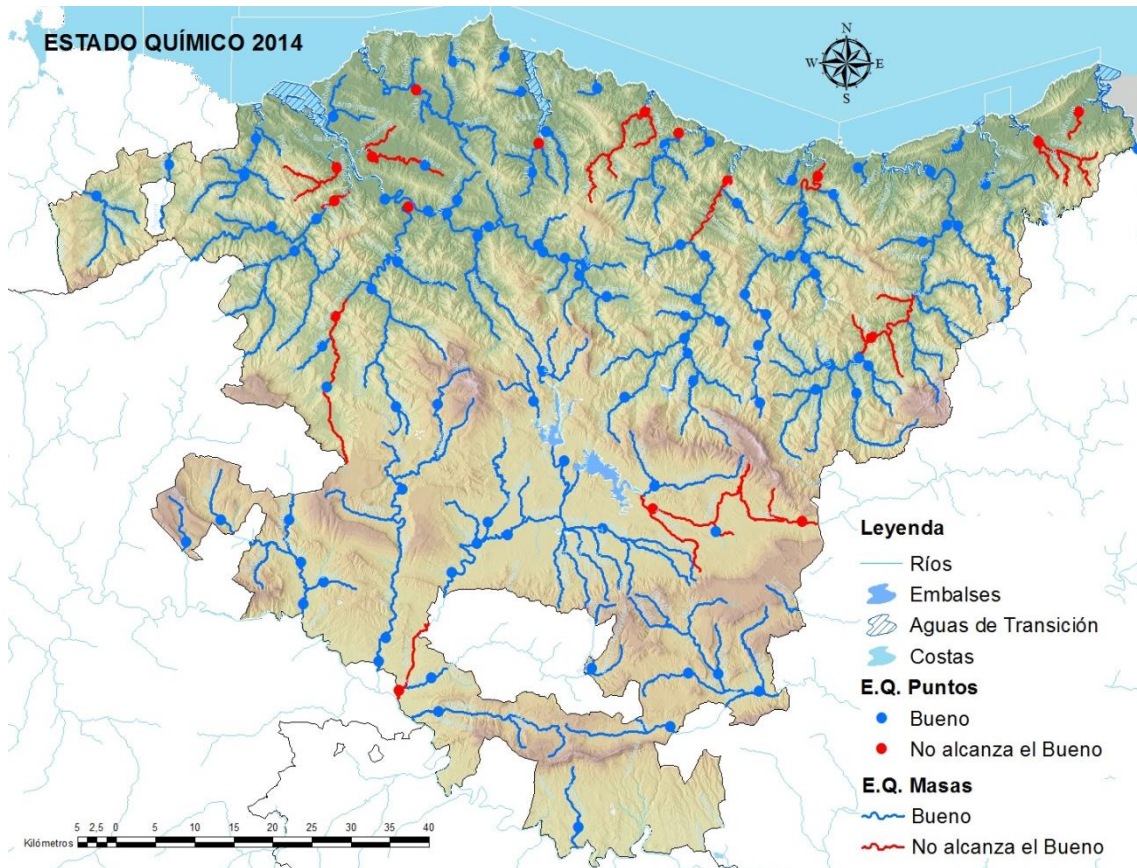 ESTADO QUÍMICO 2014
N
W
E
S
Leyenda
Ríos
Embalses
Aguas de Transición
Costas
E.Q. Puntos
Bueno
No alcanza el Bueno
E.Q. Masas
Bueno
No alcanza el Bueno
5 2,5 0 5 10 15 20 25 30 35 40
Kilómetros